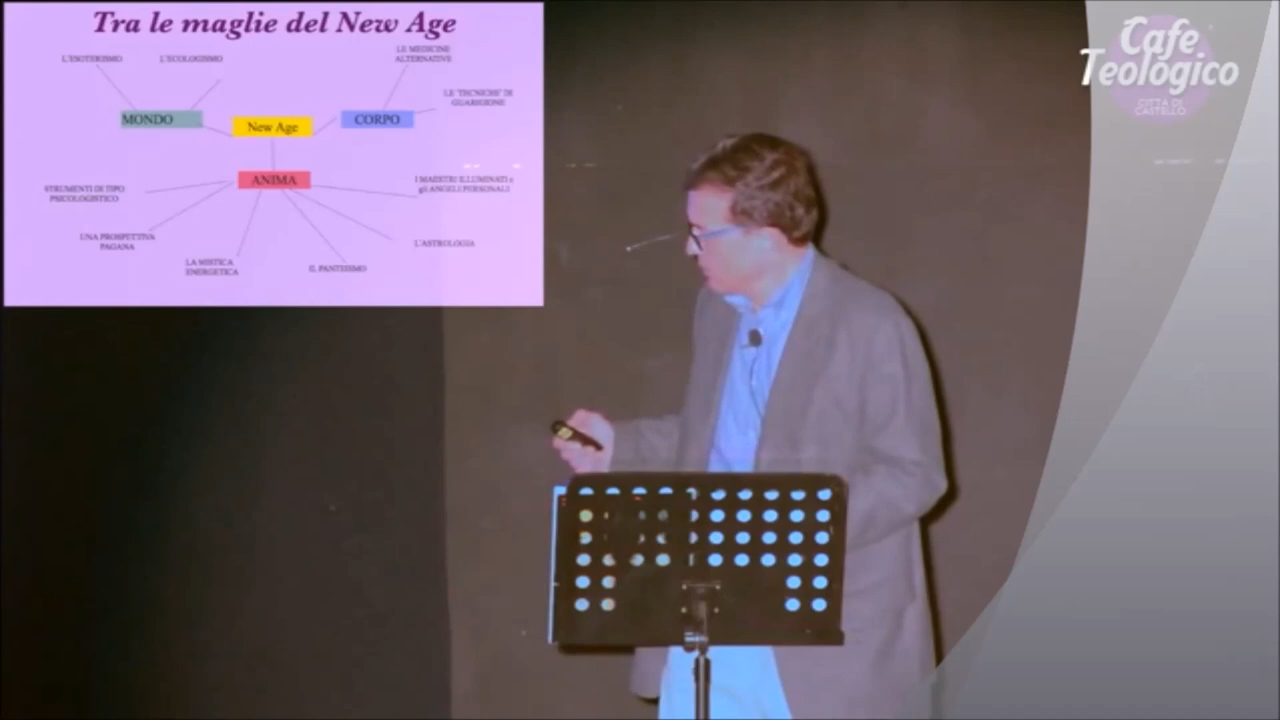 Tra le maglie del New Age
L'ESOTERISMO
L'ECOLOGISMO
LE MEDICINE
ALTERNATIVE
LE 'TECNICHE' DI
GUARIGIONE
MONDO
New Age
CORPO
ANIMA
STRUMENTI DI TIPO
PSICOLOGISTICO
I MAESTRI ILLUMINATI e
gli ANGELI PERSONALI
UNA PROSPETTIVA
PAGANA
L'ASTROLOGIA
LA MISTICA
ENERGETICA
IL PANTEISMO
Cafe
Teologico
CITTÀ DI
CASTELLO